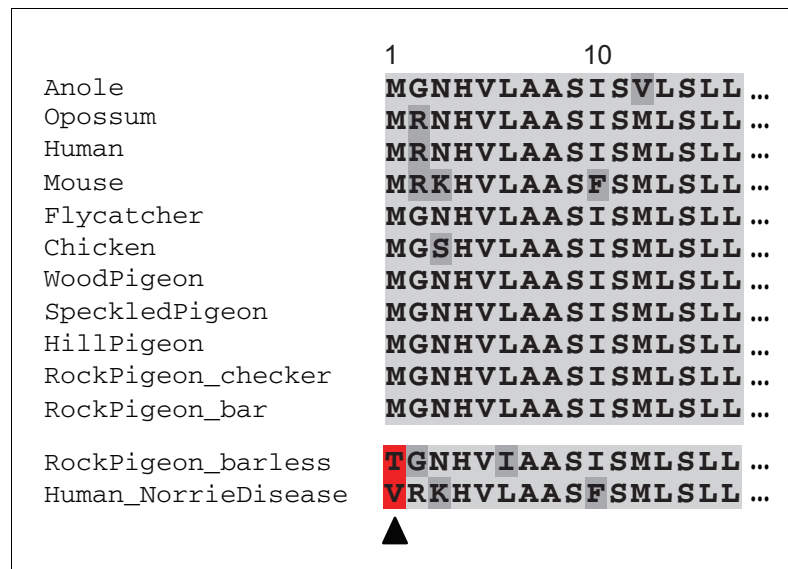 1 10
Anole MGNHVLAASISVLSLL ...
Opossum MRNHVLAASISMLSLL ...
Human MRNHVLAASISMLSLL ...
Mouse MRKHVLAASFSMLSLL ...
Flycatcher MGNHVLAASISMLSLL ...
Chicken MGSHVLAASISMLSLL ...
WoodPigeon MGNHVLAASISMLSLL ...
SpeckledPigeon MGNHVLAASISMLSLL ...
HillPigeon MGNHVLAASISMLSLL ...
RockPigeon_checker MGNHVLAASISMLSLL ...
RockPigeon_bar MGNHVLAASISMLSLL ...
RockPigeon_barless TGNHVIAASISMLSLL ...
Human_NorrieDisease VRKHVLAASFSMLSLL ...